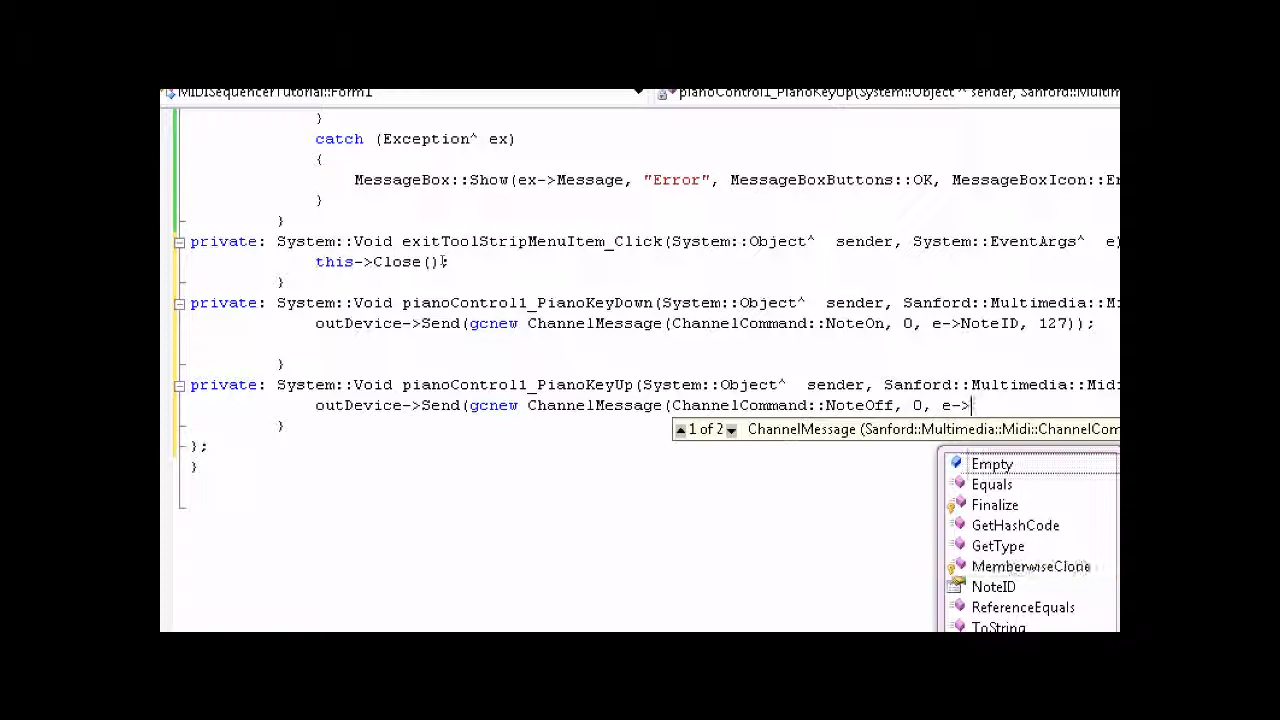 MIDISequencerTutorial::Form1 pianoControl1_PianoKeyUp(System::Object ^ sender, Sanford::Multim
}
catch (Exception^ ex)
{
MessageBox::Show(ex->Message, "Error", MessageBoxButtons::OK, MessageBoxIcon::Er
}
}
private: System::Void exitToolStripMenuItem_Click(System::Object^ sender, System::EventArgs^ e)
this->Close();
}
private: System::Void pianoControl1_PianoKeyDown(System::Object^ sender, Sanford::Multimedia::Mi
outDevice->Send(gcnew ChannelMessage(ChannelCommand::NoteOn, 0, e->NoteID, 127));
}
private: System::Void pianoControl1_PianoKeyUp(System::Object^ sender, Sanford::Multimedia::Midi
outDevice->Send(gcnew ChannelMessage(ChannelCommand::NoteOff, 0, e->
}
1 of 2 ChannelMessage (Sanford::Multimedia::Midi::ChannelCom
};
}
Empty
Equals
Finalize
GetHashCode
GetType
MemberwiseClone
NoteID
ReferenceEquals
ToString